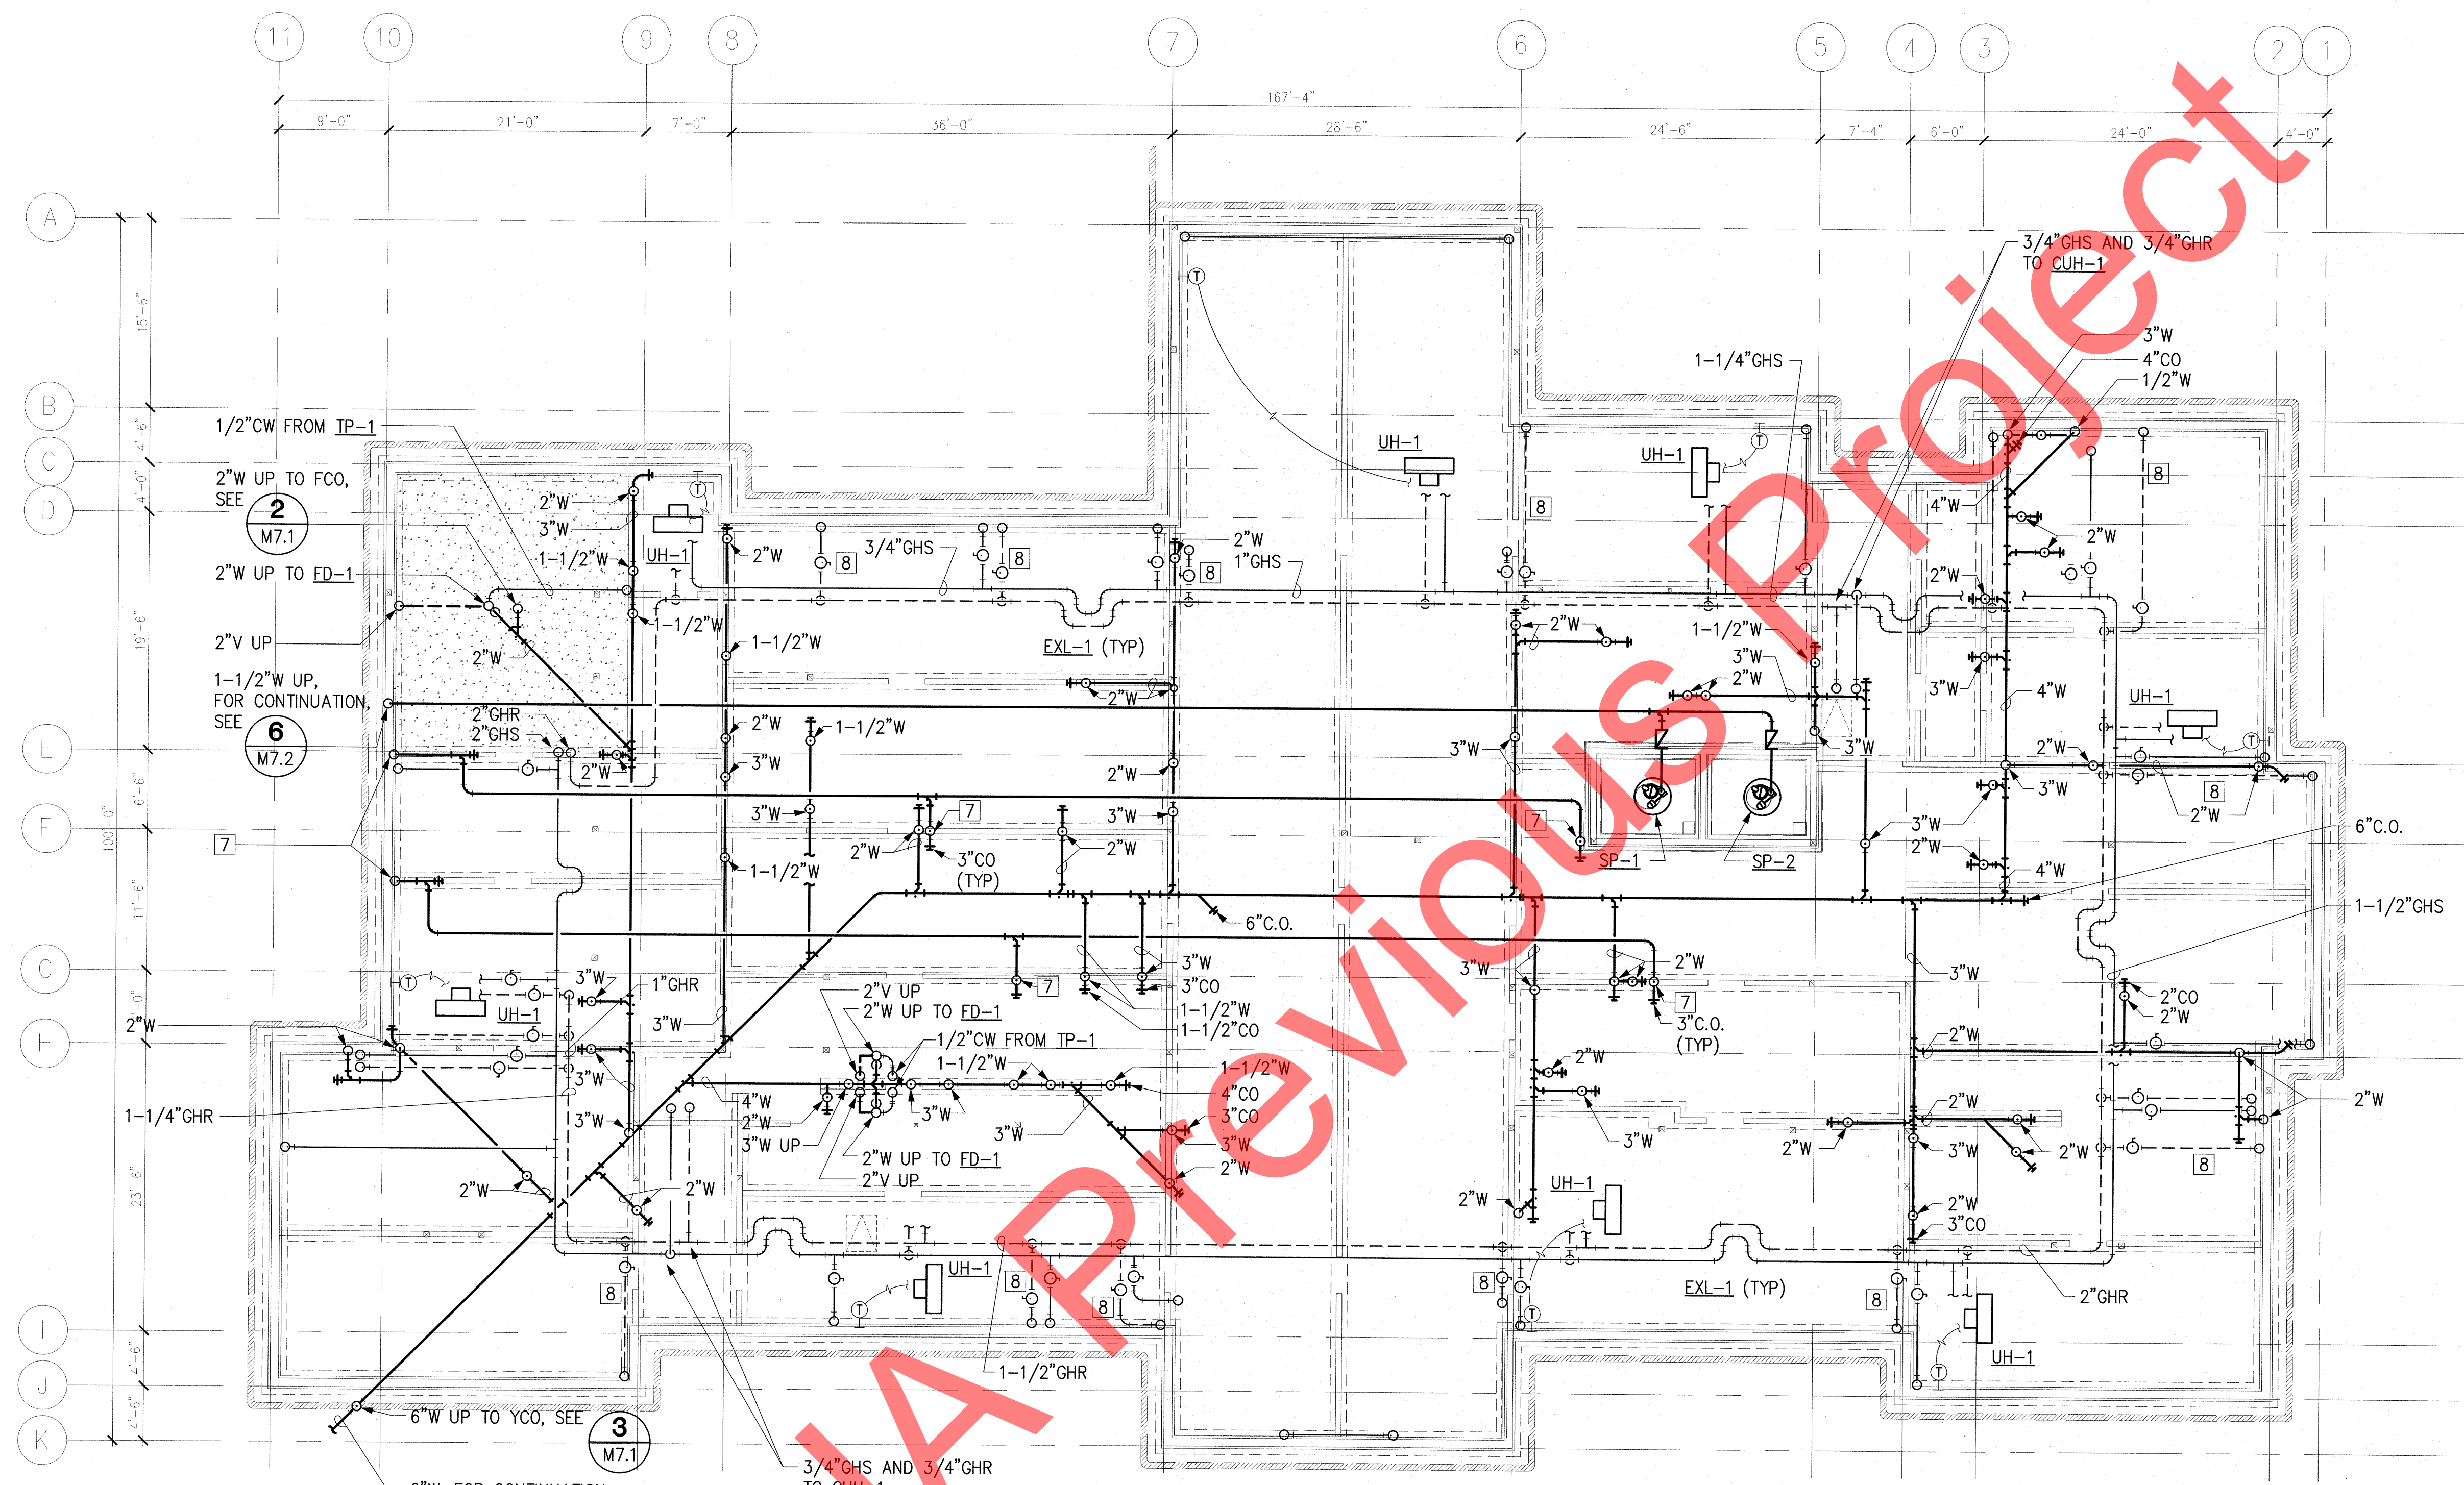 11
10
9
8
7
6
5
4
3
2
1
167'-4"
9'-0"
21'-0"
7'-0"
36'-0"
28'-6"
24'-6"
7'-4"
6'-0"
24'-0"
4'-0"
A
B
C
D
E
F
G
H
I
J
K
15'-6"
4'-6"
4'-0"
19'-6"
6'-6"
11'-6"
23'-6"
4'-6"
4'-6"
100'-0"
3/4"GHS AND 3/4"GHR
TO CUH-1
3"W
4"CO
1/2"W
1-1/4"GHS
T
UH-1
UH-1
T
8
8
4"W
2"W
1/2"CW FROM TP-1
2"W UP TO FCO,
SEE
2
M7.1
2"W UP TO FD-1
2"V UP
1-1/2"W UP,
FOR CONTINUATION,
SEE
6
M7.2
2"W
3"W
1-1/2"W
UH-1
T
2"W
3/4"GHS
8
8
8
2"W
1"GHS
1-1/2"W
1-1/2"W
EXL-1 (TYP)
2"W
2"GHR
2"GHS
2"W
2"W
3"W
1-1/2"W
1-1/2"W
3"W
2"W
2"W
3"W
7
2"W
3"CO
(TYP)
2"W
7
2"W
1-1/2"W
3"W
2"W
3"W
3"W
7
SP-1
SP-2
2"W
3"W
4"W
UH-1
T
2"W
3"W
8
2"W
3"W
2"W
4"W
6"C.O.
6"C.O.
1-1/2"GHS
T
UH-1
3"W
1"GHR
3"W
2"W
3"W
1-1/4"GHR
3"W
2"V UP
2"W UP TO FD-1
1/2"CW FROM TP-1
1-1/2"W
7
3"W
3"CO
1-1/2"W
1-1/2"CO
1-1/2"W
4"CO
4"W
2"W
3"W UP
3"W
3"W
3"CO
3"W
2"W
2"W UP TO FD-1
2"V UP
2"W
2"W
3"W
2"W
7
3"C.O.
(TYP)
2"W
3"W
3"W
2"W
2"CO
2"W
2"W
2"W
2"W
3"W
2"W
8
2"W
UH-1
2"W
3"CO
8
UH-1
T
8
8
8
T
EXL-1 (TYP)
8
2"GHR
UH-1
T
1-1/2"GHR
6"W UP TO YCO, SEE
3
M7.1
3/4"GHS AND 3/4"GHR
A Previous Project